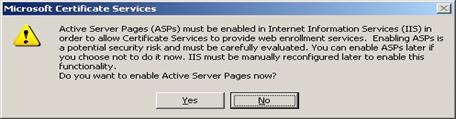 Microsoft Certificate Services
Active Server Pages (ASPs) must be enabled in Internet Information Services (IIS) in
order to allow Certificate Services to provide web enrollment services.  Enabling ASPs is
a potential security risk and must be carefully evaluated. You can enable ASPs later if
you choose not to do it now. IIS must be manually reconfigured later to enable this
functionality.
Do you want to enable Active Server Pages now?
Yes
No